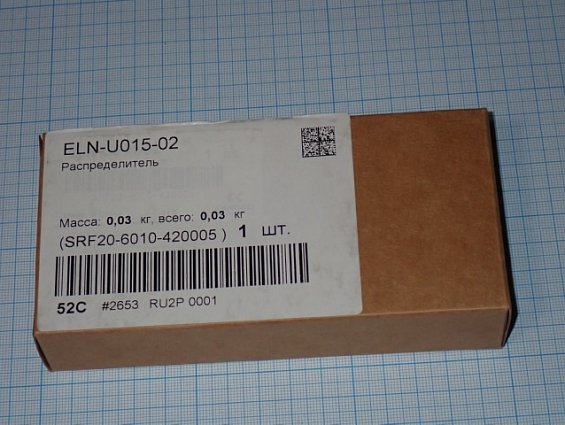 ELN-U015-02
Распределитель
Масса: 0,03 кг, всего: 0,03 кг
(SRF20-6010-420005 ) 1 шт.
52C #2653 RU2P 0001